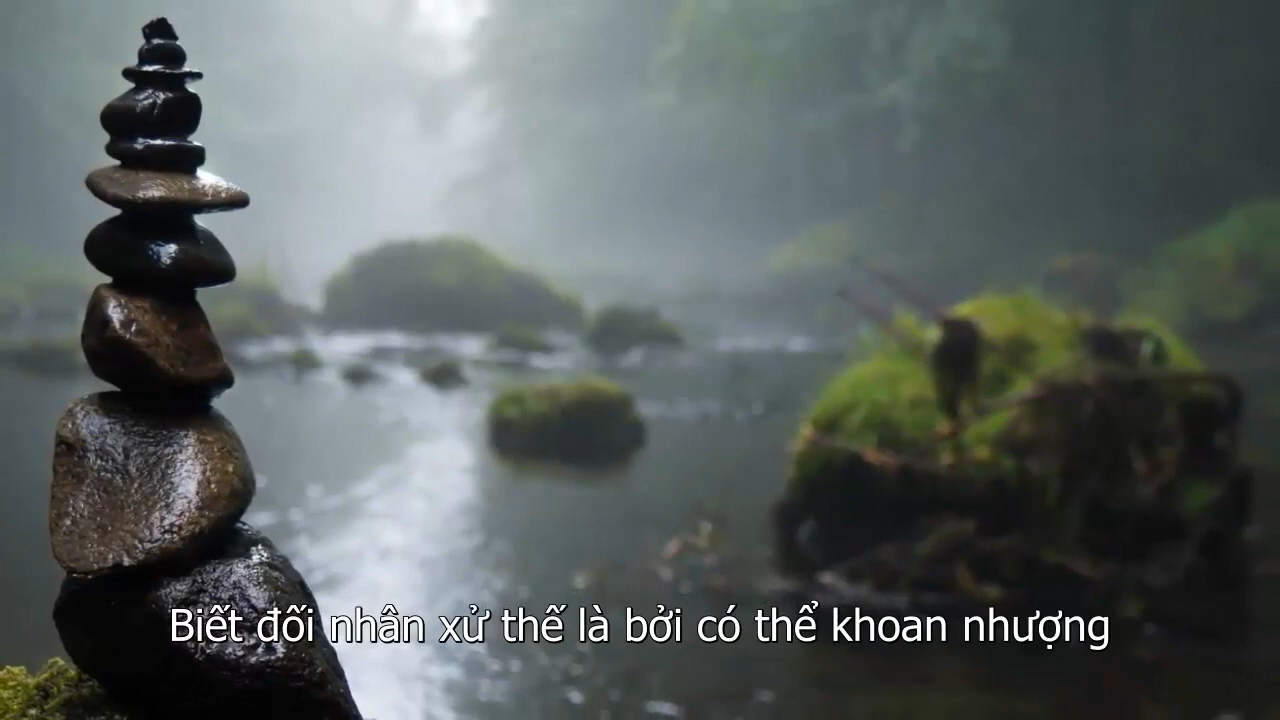 Biết đối nhân xử thế là bởi có thể khoan nhượng